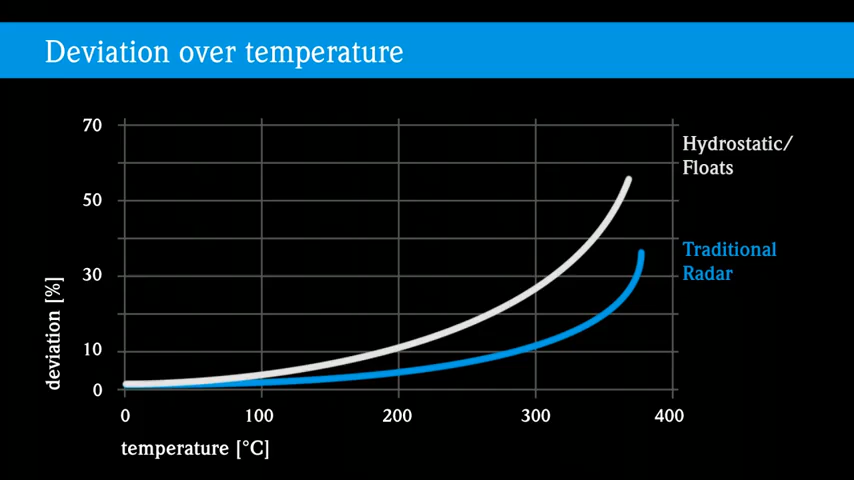 Deviation over temperature
70
50
30
10
0
deviation [%]
0 100 200 300 400
temperature [°C]
Hydrostatic/
Floats
Traditional
Radar